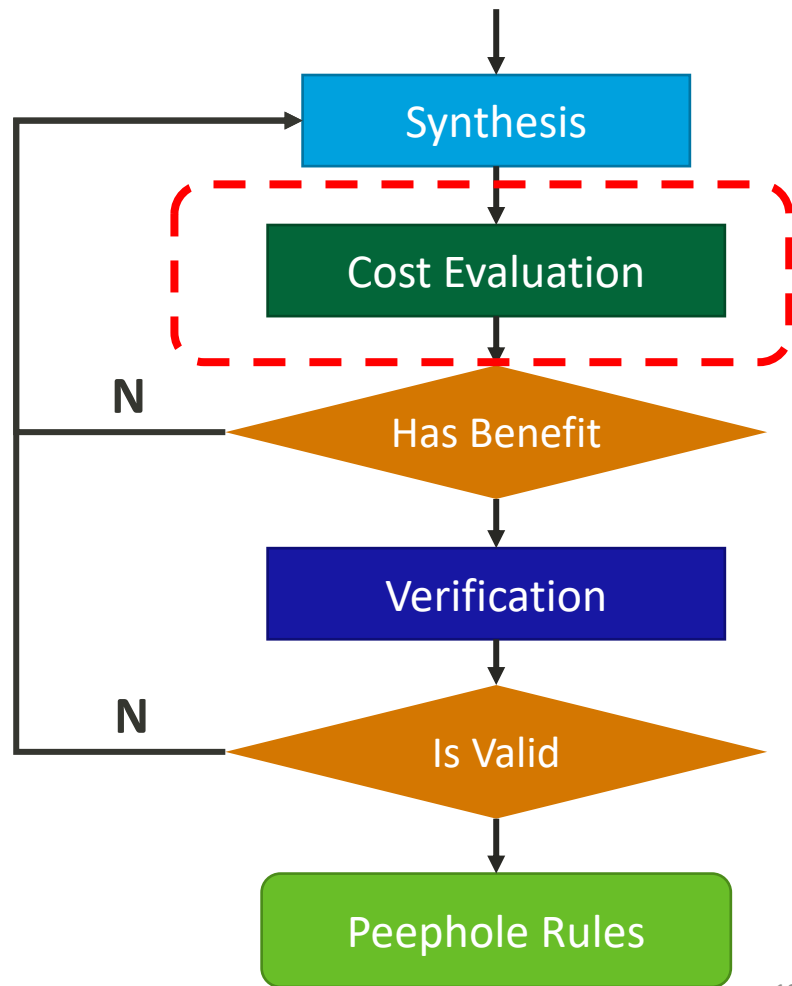 Synthesis
Cost Evaluation
N
Has Benefit
Verification
N
Is Valid
Peephole Rules